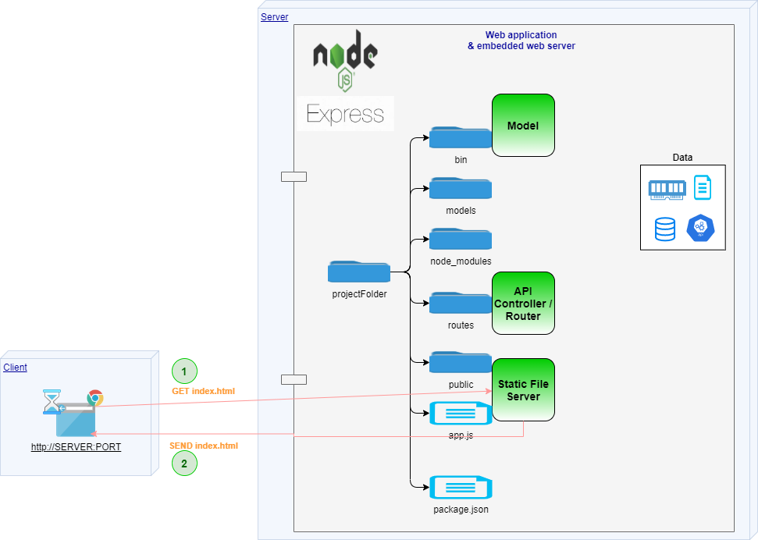 Server
Web application
& embedded web server
node
JS
Express
Model
bin
Data
models
node_modules
projectFolder
API
Controller /
Router
routes
Client
1
GET index.html
public
Static File
Server
http://SERVER:PORT
SEND index.html
2
app.js
package.json